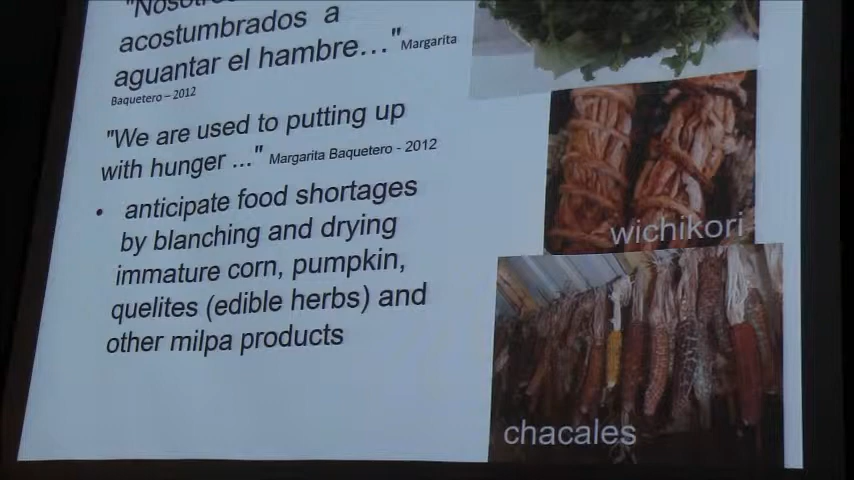 "Nosotros
acostumbrados a
aguantar el hambre…" Margarita
Baquetero – 2012
"We are used to putting up
with hunger ..." Margarita Baquetero - 2012
• anticipate food shortages
by blanching and drying
immature corn, pumpkin,
quelites (edible herbs) and
other milpa products
wichikori
chacales